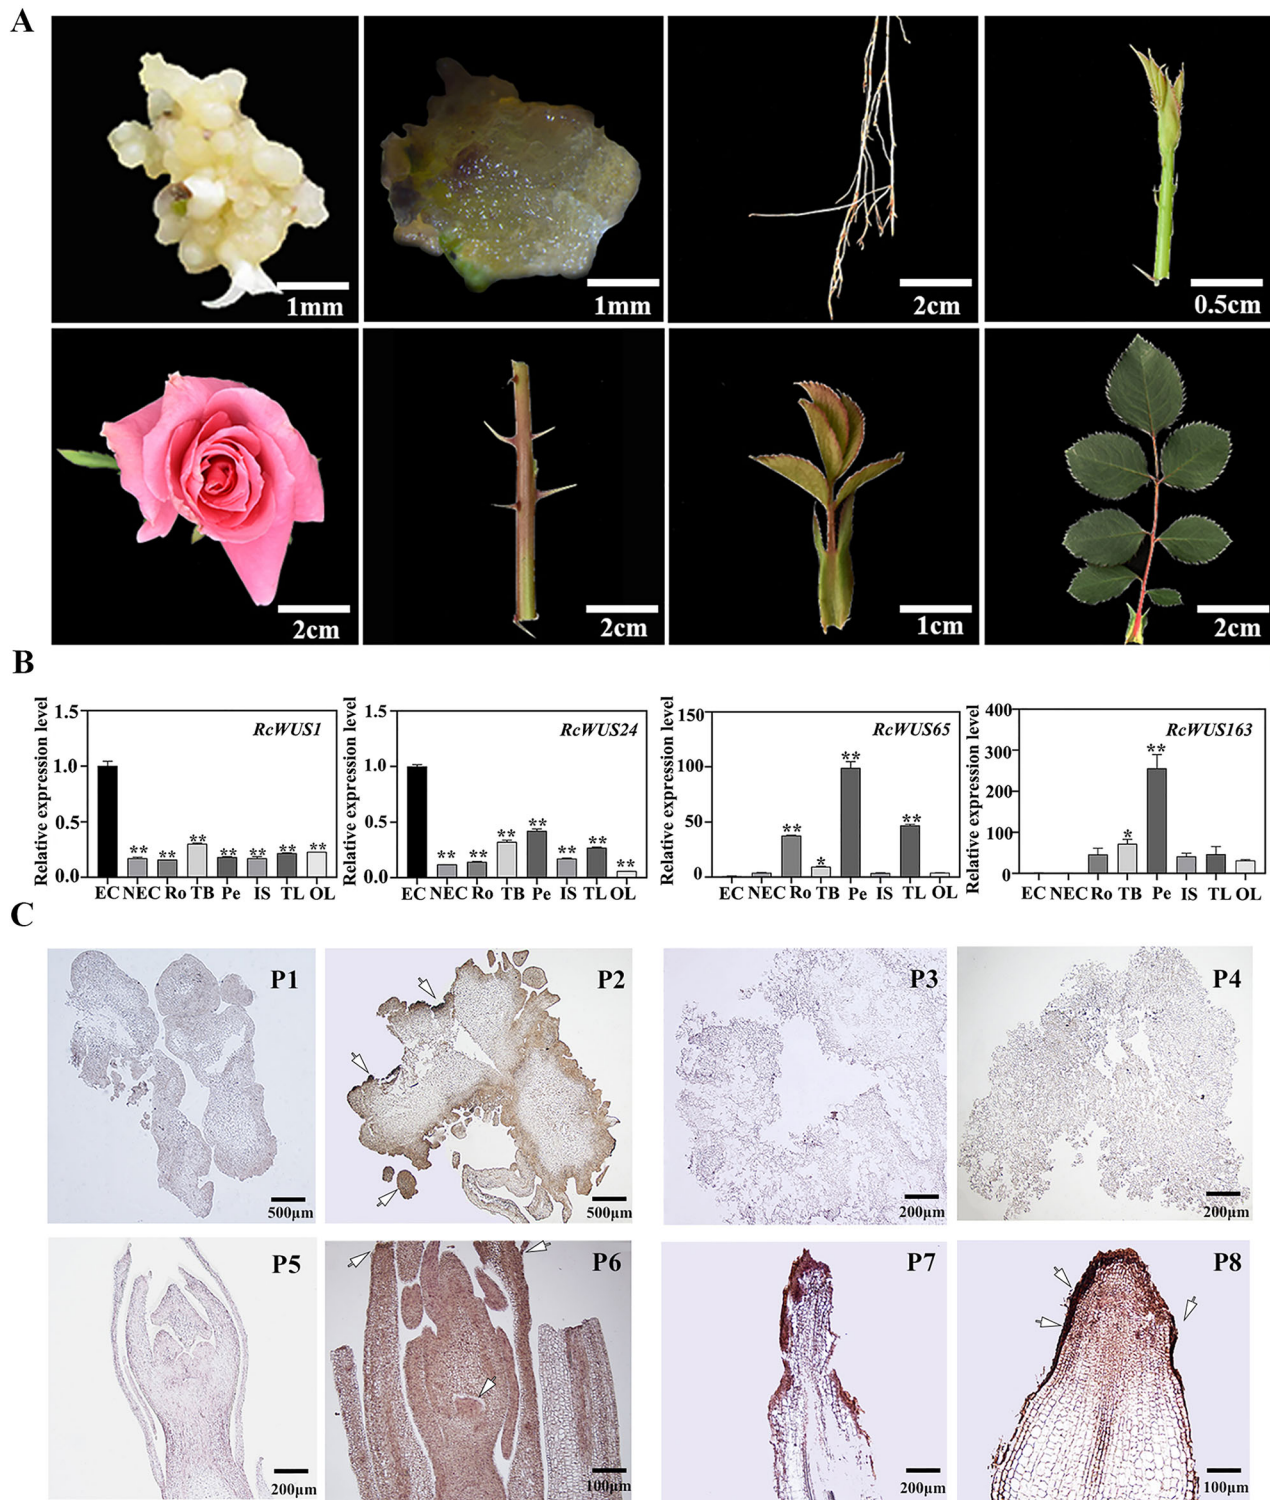 A
1mm
1mm
2cm
0.5cm
2cm
2cm
1cm
2cm
B
Relative expression level
1.5
1.0
0.5
0.0
RcWUS1
** ** ** ** ** ** **
EC NEC Ro TB Pe IS TL OL
Relative expression level
1.5
1.0
0.5
0.0
RcWUS24
** ** ** ** ** ** **
EC NEC Ro TB Pe IS TL OL
Relative expression level
150
100
50
0
RcWUS65
** * ** **
EC NEC Ro TB Pe IS TL OL
Relative expression level
400
300
200
100
0
RcWUS163
* **
EC NEC Ro TB Pe IS TL OL
C
P1
500μm
P2
500μm
P3
200μm
P4
200μm
P5
200μm
P6
100μm
P7
200μm
P8
100μm